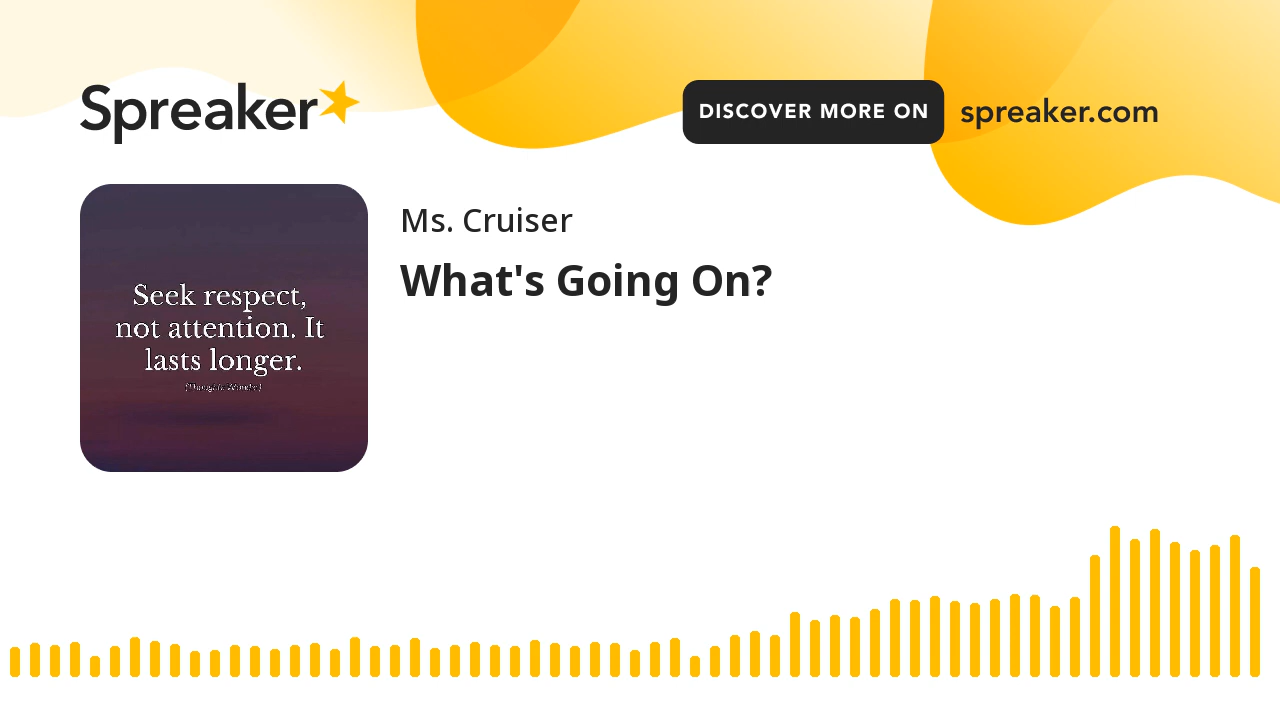 Spreaker
DISCOVER MORE ON
spreaker.com
Ms. Cruiser
What's Going On?
Seek respect,
not attention. It
lasts longer.